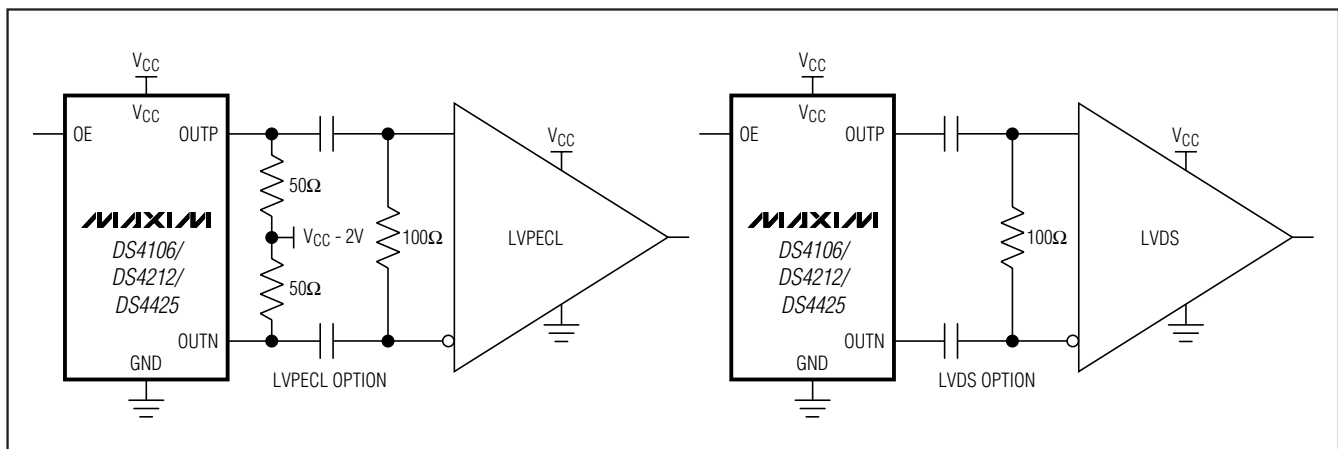 V_CC
V_CC
OE
OUTP
50Ω
MAXIM
DS4106/
DS4212/
DS4425
V_CC - 2V
100Ω
50Ω
OUTN
GND
LVPECL OPTION
V_CC
LVPECL
V_CC
V_CC
OE
OUTP
MAXIM
DS4106/
DS4212/
DS4425
100Ω
OUTN
GND
LVDS OPTION
V_CC
LVDS